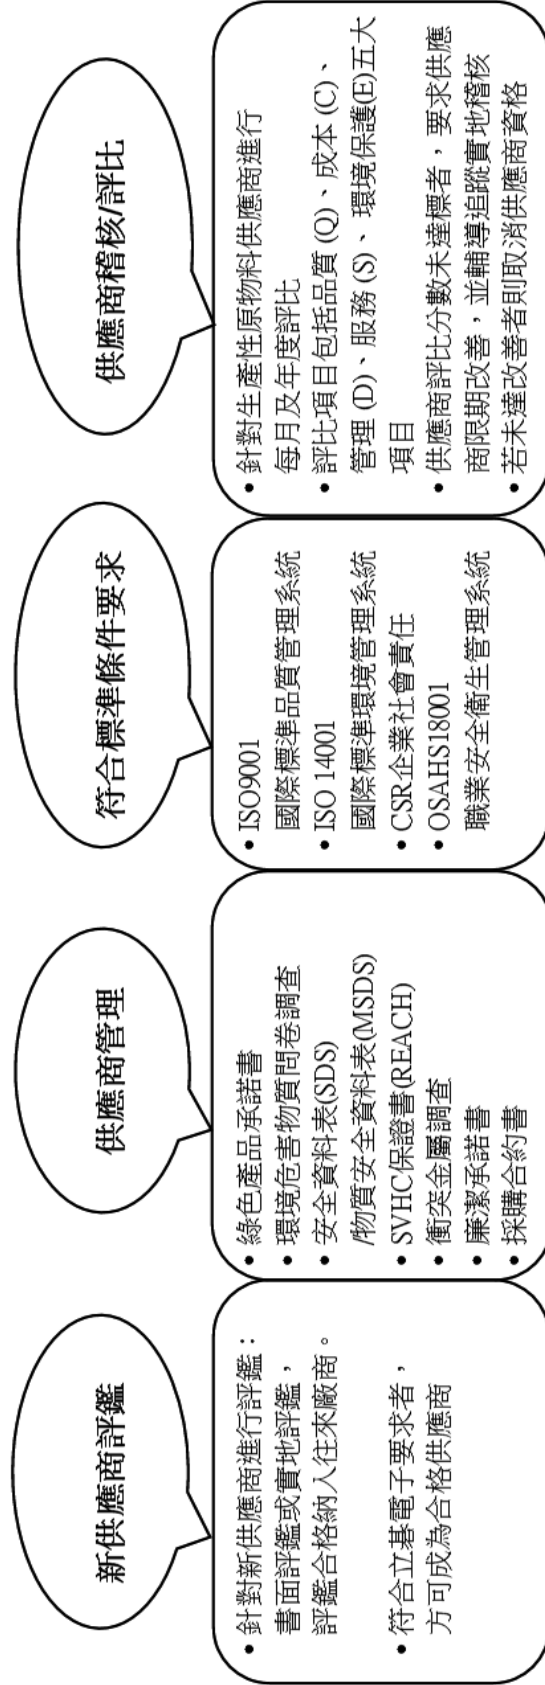 新供應商評鑑
• 針對新供應商進行評鑑：
書面評鑑或實地評鑑，
評鑑合格納入往來廠商。
• 符合立碁電子要求者，
方可成為合格供應商
供應商管理
• 綠色產品承諾書
• 環境危害物質問卷調查
• 安全資料表(SDS)
/物質安全資料表(MSDS)
• SVHC保證書(REACH)
• 衝突金屬調查
• 廉潔承諾書
• 採購合約書
符合標準條件要求
• ISO9001
國際標準品質管理系統
• ISO 14001
國際標準環境管理系統
• CSR企業社會責任
• OSAHS18001
職業安全衛生管理系統
供應商稽核/評比
• 針對生產性原物料供應商進行
每月及年度評比
• 評比項目包括品質 (Q)、成本 (C)、
管理 (D)、服務 (S)、環境保護(E)五大
項目
• 供應商評比分數未達標者，要求供應
商限期改善，並輔導追蹤實地稽核
• 若未達改善者則取消供應商資格